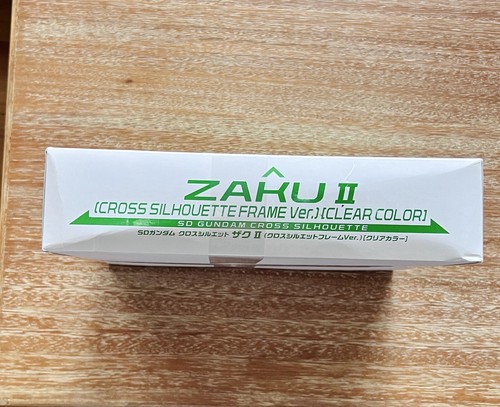 ZAKU II
[CROSS SILHOUETTE FRAME Ver.] [CLEAR COLOR]
SD GUNDAM CROSS SILHOUETTE
SDガンダム クロスシルエット ザク II (クロスシルエットフレームVer.) [クリアカラー]